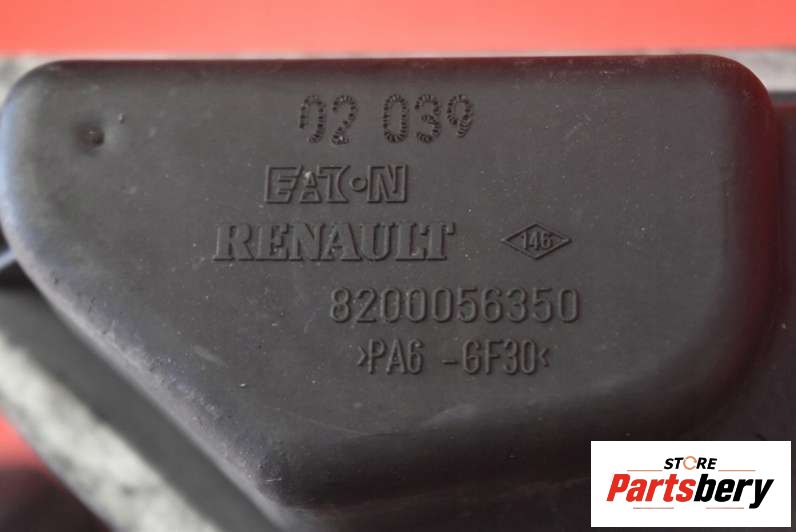 02 039
EATON
RENAULT 146
8200056350
>PA6 -GF30<
STORE
Partsbery